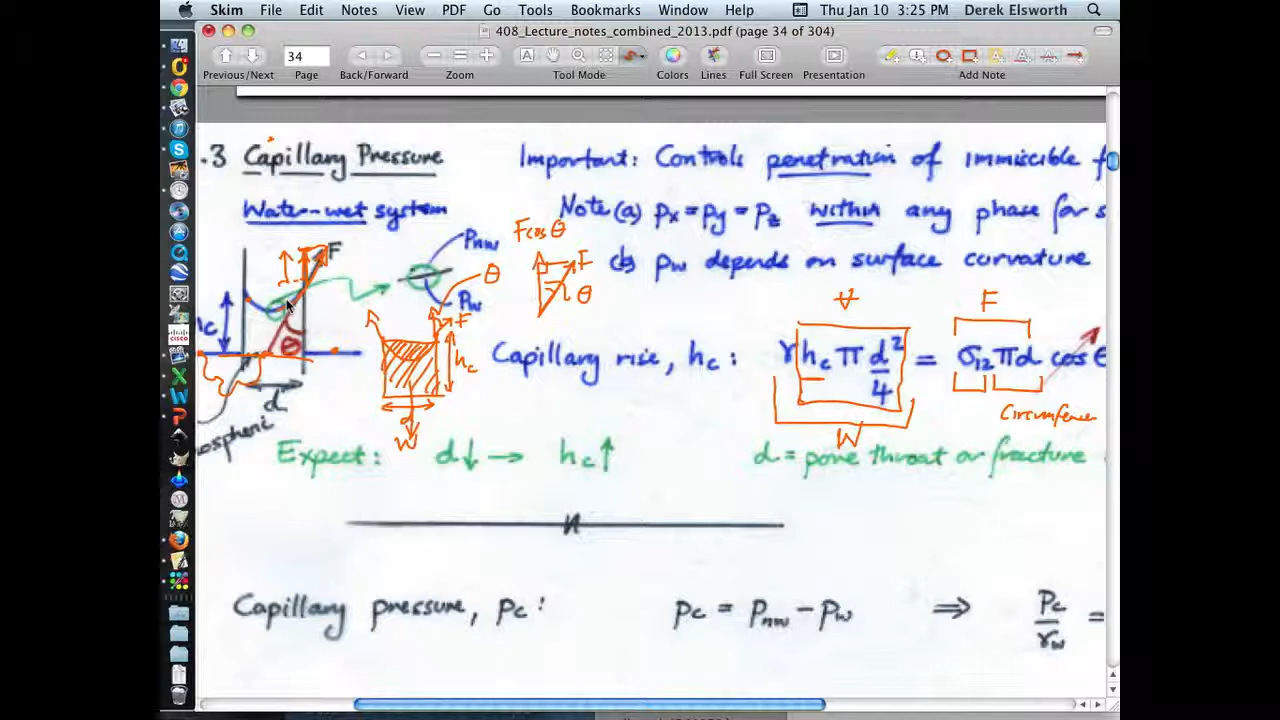 Skim File Edit Notes View PDF Go Tools Bookmarks Window Help Thu Jan 10 3:25 PM Derek Elsworth
408_Lecture_notes_combined_2013.pdf (page 34 of 304)
34
Previous/Next Page Back/Forward Zoom Tool Mode Colors Lines Full Screen Presentation Add Note
.3 Capillary Pressure Important: Controls penetration of immiscible f
Water-wet system Note (a) px = py = pz within any phase for s
F cos θ
F Pnw F (b) pw depends on surface curvature
θ θ
Pw
F
hc θ hc Capillary rise, hc: γ hc π d²/4 = σ12 π d cos θ
V F
d d W W Circumference
ospheric
Expect: d↓ → hc↑ d = pore throat or fracture
Capillary pressure, pc: pc = pnw − pw ⇒ pc/γw =